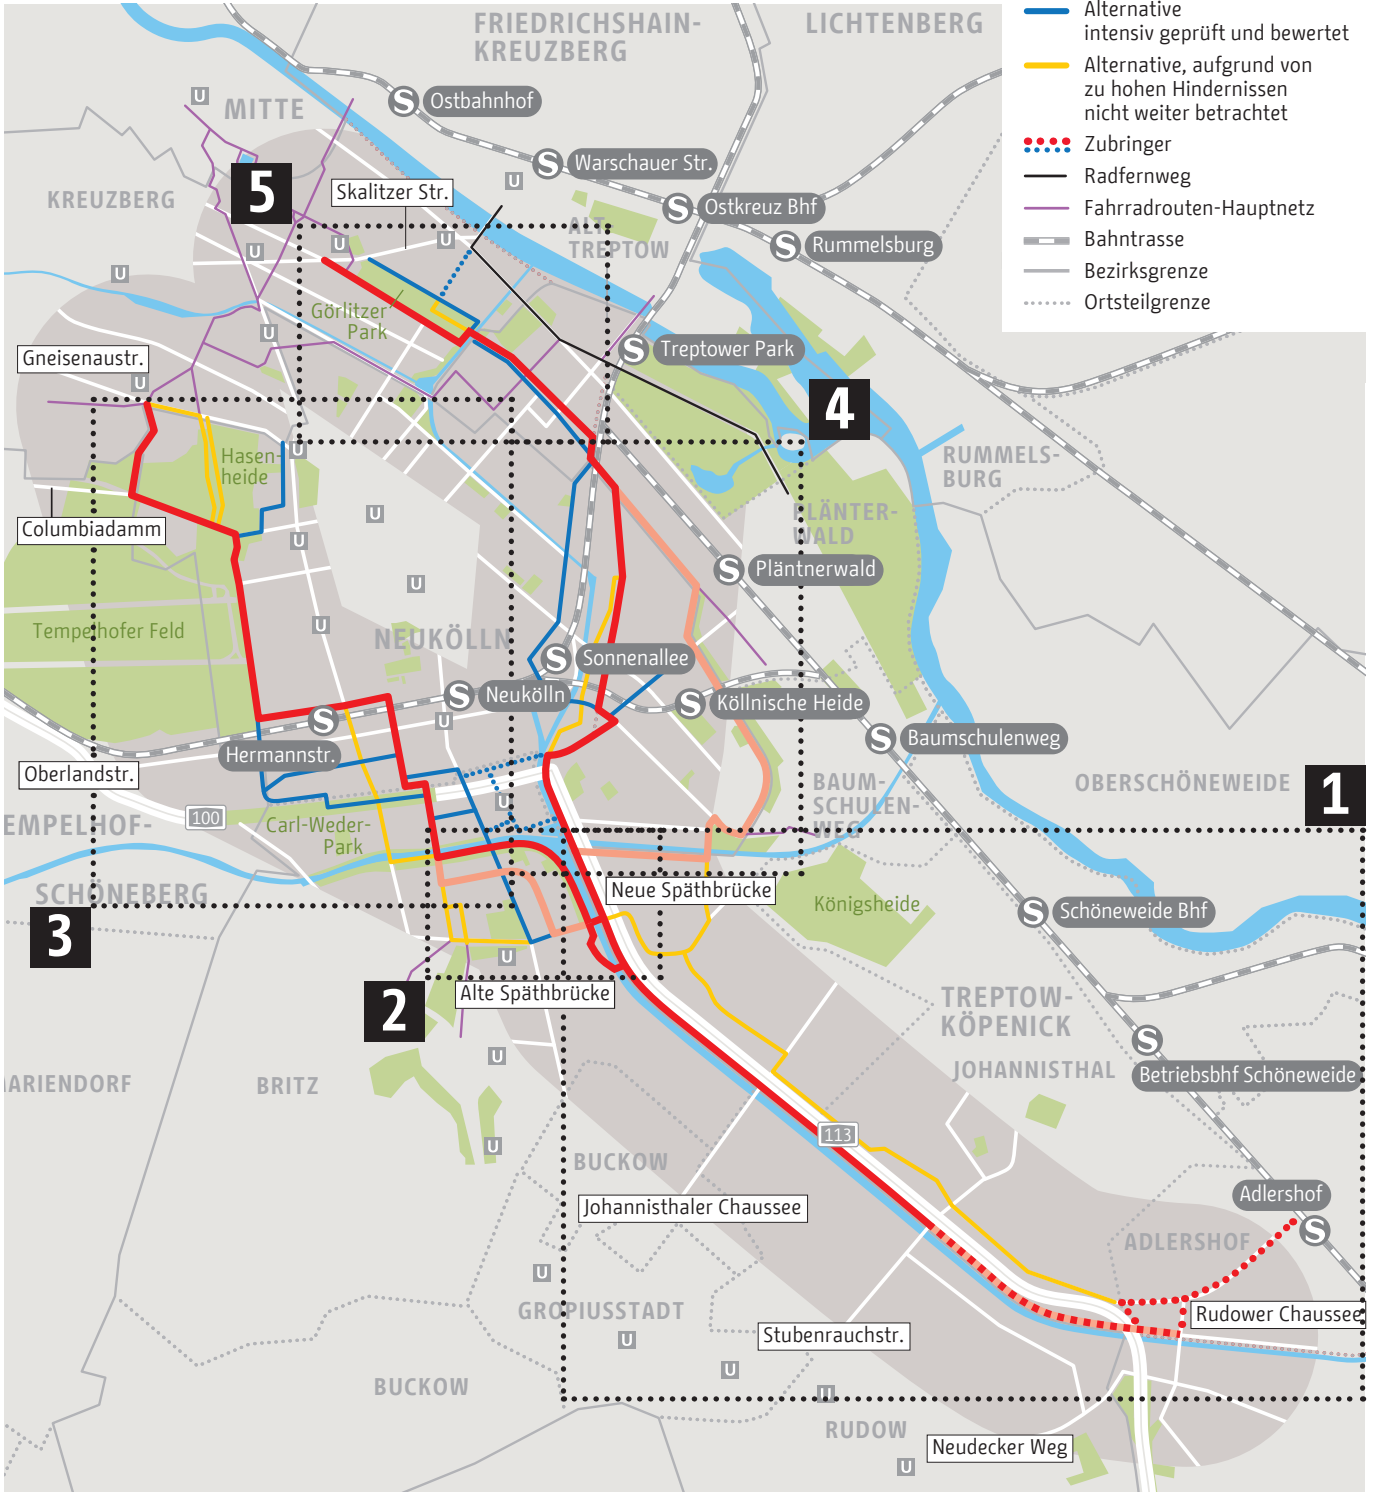 Alternative
intensiv geprüft und bewertet
Alternative, aufgrund von
zu hohen Hindernissen
nicht weiter betrachtet
Zubringer
Radfernweg
Fahrradrouten-Hauptnetz
Bahntrasse
Bezirksgrenze
Ortsteilgrenze
FRIEDRICHSHAIN-
KREUZBERG
LICHTENBERG
U
MITTE
S Ostbahnhof
S Warschauer Str.
U
5
Skalitzer Str.
KREUZBERG
S Ostkreuz Bhf
ALT-
TREPTOW
S Rummelsburg
U
U
U
U
Görlitzer
Park
U
S Treptower Park
Gneisenaustr.
U
4
Hasen-
heide
U
RUMMELS-
BURG
Columbiadamm
U
U
PLÄNTER-
WALD
S Pläntnerwald
U
U
Tempelhofer Feld
NEUKÖLLN
S Sonnenallee
S Neukölln
S Köllnische Heide
U
S
Hermannstr.
S Baumschulenweg
Oberlandstr.
BAUM-
SCHULEN-
WEG
OBERSCHÖNEWEIDE
1
100
U
EMPELHOF-
Carl-Weder-
Park
SCHÖNEBERG
Neue Späthbrücke
Königsheide
S Schöneweide Bhf
3
U
2
Alte Späthbrücke
TREPTOW-
KÖPENICK
S
Betriebsbhf Schöneweide
JOHANNISTHAL
U
ARIENDORF
BRITZ
113
U
BUCKOW
Johannisthaler Chaussee
Adlershof
S
ADLERSHOF
U
GROPIUSSTADT
Rudower Chaussee
U
Stubenrauchstr.
U
BUCKOW
U
RUDOW
Neudecker Weg
U